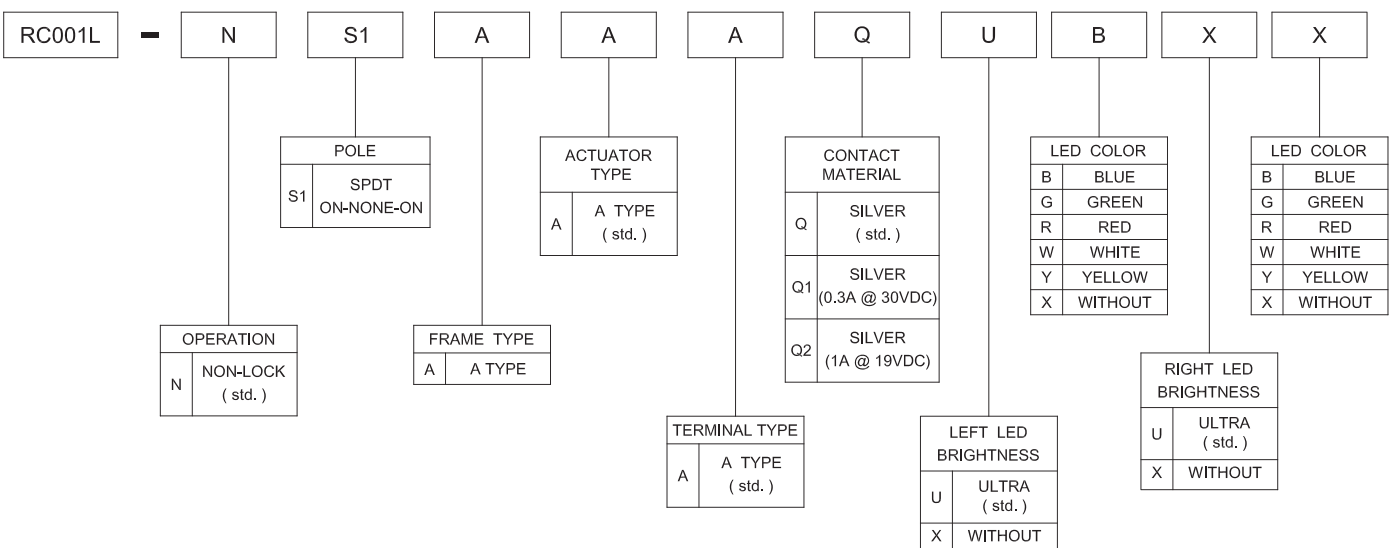 RC001L - N S1 A A A Q U B X X
POLE
S1 SPDT
ON-NONE-ON
ACTUATOR
TYPE
A A TYPE
( std. )
CONTACT
MATERIAL
Q SILVER
( std. )
Q1 SILVER
(0.3A @ 30VDC)
Q2 SILVER
(1A @ 19VDC)
LED COLOR
B BLUE
G GREEN
R RED
W WHITE
Y YELLOW
X WITHOUT
LED COLOR
B BLUE
G GREEN
R RED
W WHITE
Y YELLOW
X WITHOUT
OPERATION
N NON-LOCK
( std. )
FRAME TYPE
A A TYPE
RIGHT LED
BRIGHTNESS
U ULTRA
( std. )
X WITHOUT
TERMINAL TYPE
A A TYPE
( std. )
LEFT LED
BRIGHTNESS
U ULTRA
( std. )
X WITHOUT